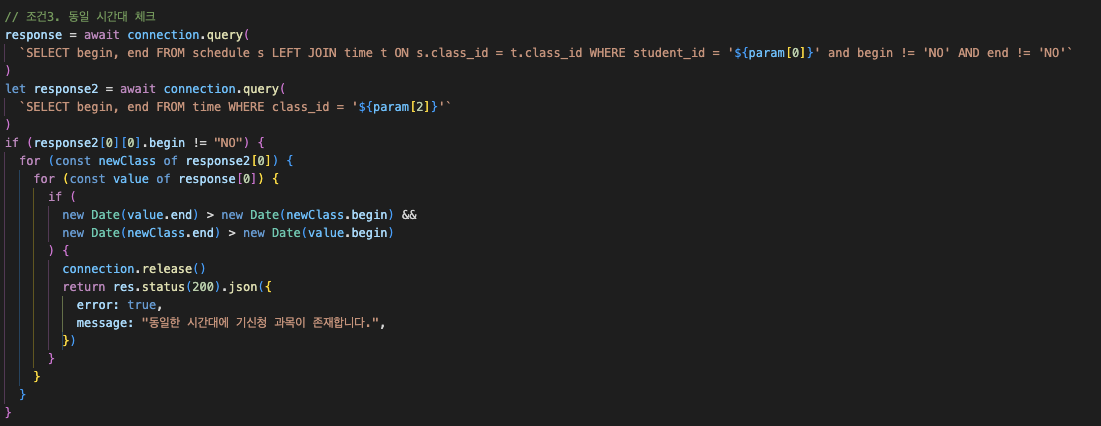 // 조건3. 동일 시간대 체크
response = await connection.query(
  `SELECT begin, end FROM schedule s LEFT JOIN time t ON s.class_id = t.class_id WHERE student_id = '${param[0]}' and begin != 'NO' AND end != 'NO'`
)
let response2 = await connection.query(
  `SELECT begin, end FROM time WHERE class_id = '${param[2]}'`
)
if (response2[0][0].begin != "NO") {
  for (const newClass of response2[0]) {
    for (const value of response[0]) {
      if (
        new Date(value.end) > new Date(newClass.begin) &&
        new Date(newClass.end) > new Date(value.begin)
      ) {
        connection.release()
        return res.status(200).json({
          error: true,
          message: "동일한 시간대에 기신청 과목이 존재합니다.",
        })
      }
    }
  }
}